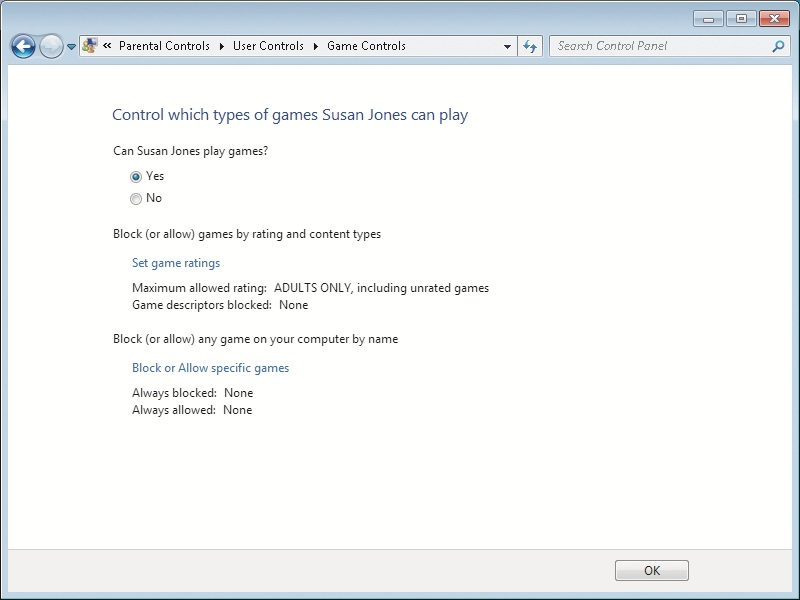 « Parental Controls ▸ User Controls ▸ Game Controls
Search Control Panel
Control which types of games Susan Jones can play
Can Susan Jones play games?
Yes
No
Block (or allow) games by rating and content types
Set game ratings
Maximum allowed rating: ADULTS ONLY, including unrated games
Game descriptors blocked: None
Block (or allow) any game on your computer by name
Block or Allow specific games
Always blocked: None
Always allowed: None
OK